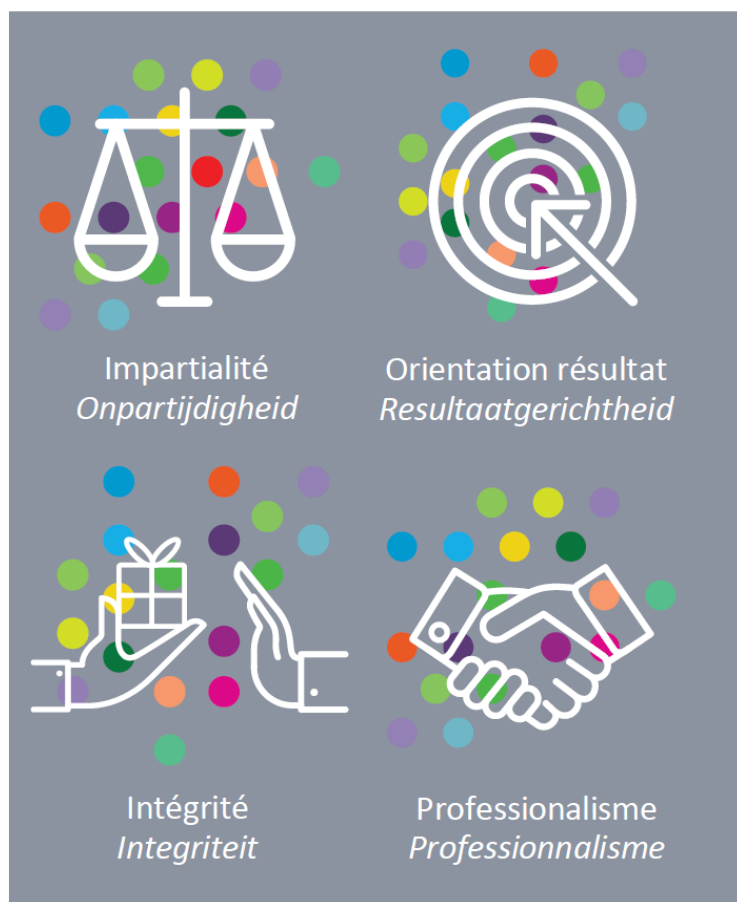 Impartialité
Onpartijdigheid
Orientation résultat
Resultaatgerichtheid
Intégrité
Integriteit
Professionalisme
Professionnalisme